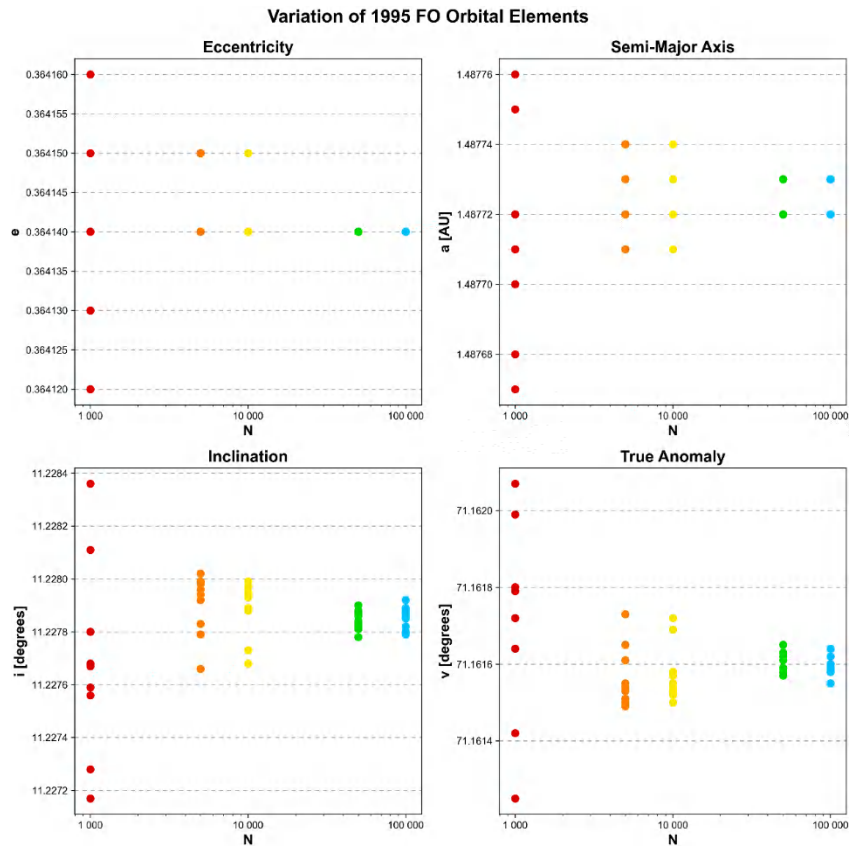 Variation of 1995 FO Orbital Elements
Eccentricity
0.364160
0.364155
0.364150
0.364145
0.364140
0.364135
0.364130
0.364125
0.364120
e
1 000
10 000
100 000
N
Semi-Major Axis
1.48776
1.48774
1.48772
1.48770
1.48768
a [AU]
1 000
10 000
100 000
N
Inclination
11.2284
11.2282
11.2280
11.2278
11.2276
11.2274
11.2272
i [degrees]
1 000
10 000
100 000
N
True Anomaly
71.1620
71.1618
71.1616
71.1614
v [degrees]
1 000
10 000
100 000
N